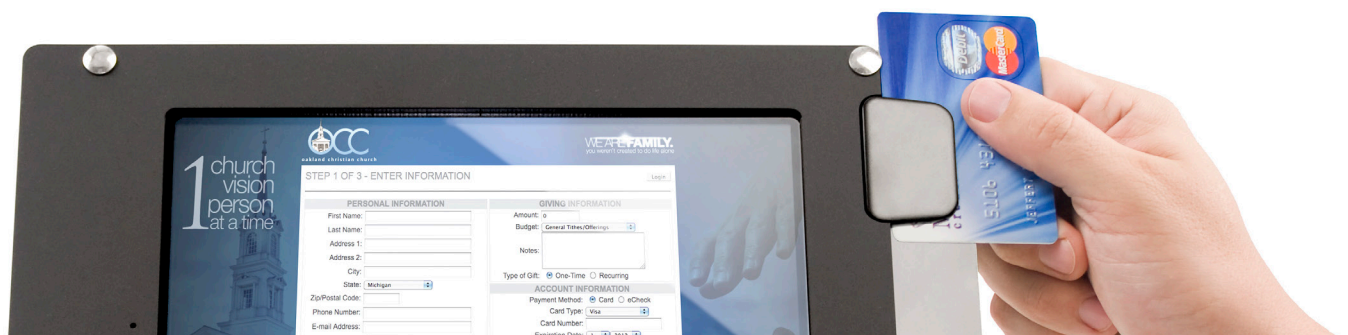 1 church
vision
person
at a time
OCC
oakland christian church
WE ARE FAMILY.
you weren't created to do life alone
STEP 1 OF 3 - ENTER INFORMATION
Login
PERSONAL INFORMATION
First Name:
Last Name:
Address 1:
Address 2:
City:
State: Michigan
Zip/Postal Code:
Phone Number:
E-mail Address:
GIVING INFORMATION
Amount: 0
Budget: General Tithes/Offerings
Notes:
Type of Gift: One-Time Recurring
ACCOUNT INFORMATION
Payment Method: Card eCheck
Card Type: Visa
Card Number:
Expiration Date:
Debit
MasterCard
5106